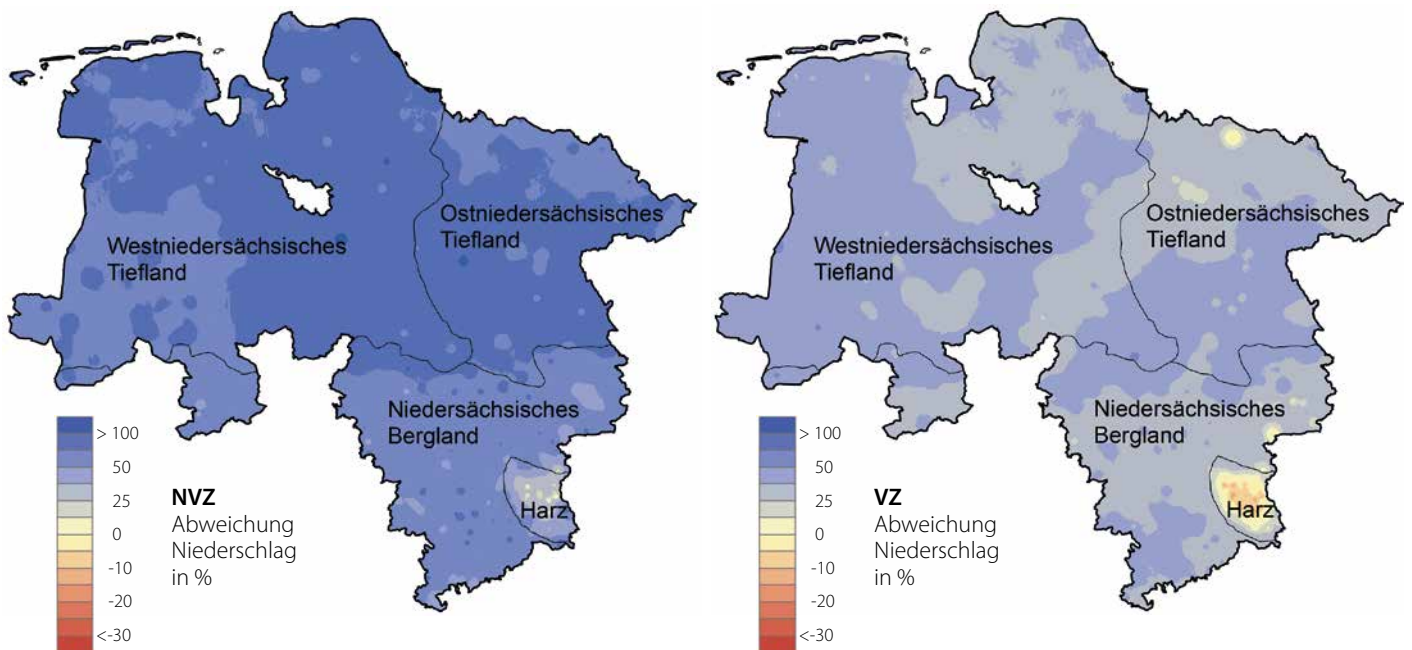 Westniedersächsisches
Tiefland
Ostniedersächsisches
Tiefland
Niedersächsisches
Bergland
Harz
> 100
50
25
0
-10
-20
<-30
NVZ
Abweichung
Niederschlag
in %
Westniedersächsisches
Tiefland
Ostniedersächsisches
Tiefland
Niedersächsisches
Bergland
Harz
> 100
50
25
0
-10
-20
<-30
VZ
Abweichung
Niederschlag
in %